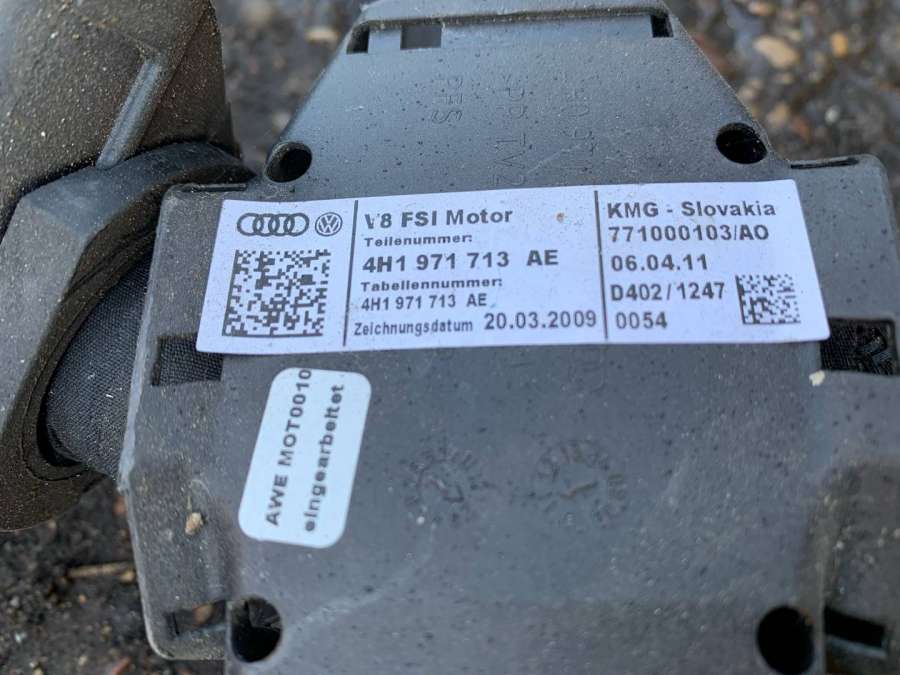 V8 FSI Motor
Teilenummer:
4H1 971 713 AE
Tabellennummer:
4H1 971 713 AE
Zeichnungsdatum 20.03.2009
KMG - Slovakia
771000103/AO
06.04.11
D402/1247
0054
AWE MOT0010
eingearbeitet